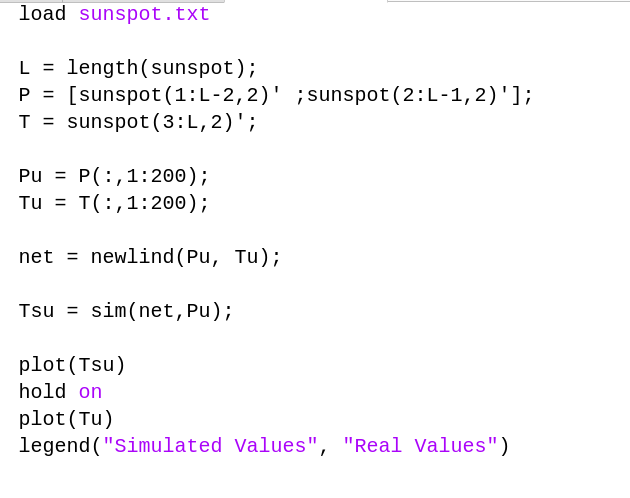 load sunspot.txt
L = length(sunspot);
P = [sunspot(1:L-2,2)' ;sunspot(2:L-1,2)'];
T = sunspot(3:L,2)';
Pu = P(:,1:200);
Tu = T(:,1:200);
net = newlind(Pu, Tu);
Tsu = sim(net,Pu);
plot(Tsu)
hold on
plot(Tu)
legend("Simulated Values", "Real Values")